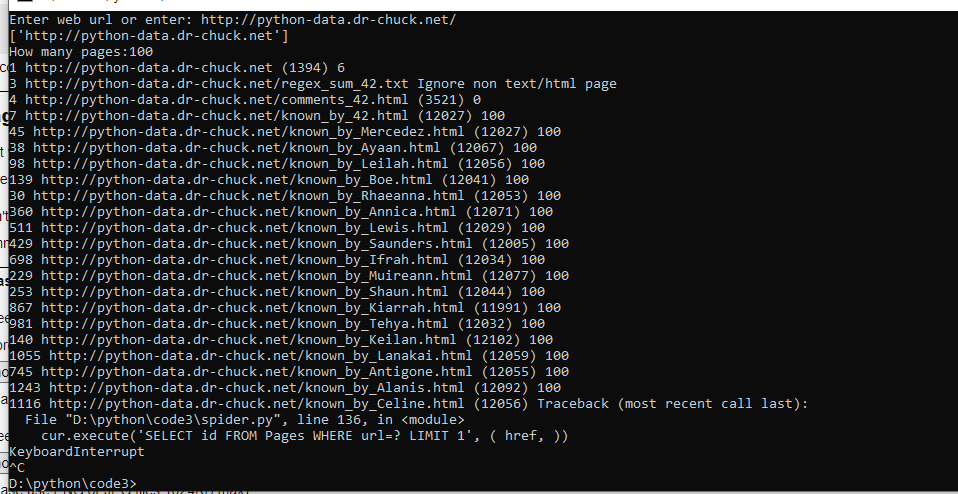 Enter web url or enter: http://python-data.dr-chuck.net/
['http://python-data.dr-chuck.net']
How many pages:100
1 http://python-data.dr-chuck.net (1394) 6
3 http://python-data.dr-chuck.net/regex_sum_42.txt Ignore non text/html page
4 http://python-data.dr-chuck.net/comments_42.html (3521) 0
7 http://python-data.dr-chuck.net/known_by_42.html (12027) 100
45 http://python-data.dr-chuck.net/known_by_Mercedez.html (12027) 100
38 http://python-data.dr-chuck.net/known_by_Ayaan.html (12067) 100
98 http://python-data.dr-chuck.net/known_by_Leilah.html (12056) 100
139 http://python-data.dr-chuck.net/known_by_Boe.html (12041) 100
30 http://python-data.dr-chuck.net/known_by_Rhaeanna.html (12053) 100
360 http://python-data.dr-chuck.net/known_by_Annica.html (12071) 100
511 http://python-data.dr-chuck.net/known_by_Lewis.html (12029) 100
429 http://python-data.dr-chuck.net/known_by_Saunders.html (12005) 100
698 http://python-data.dr-chuck.net/known_by_Ifrah.html (12034) 100
229 http://python-data.dr-chuck.net/known_by_Muireann.html (12077) 100
253 http://python-data.dr-chuck.net/known_by_Shaun.html (12044) 100
867 http://python-data.dr-chuck.net/known_by_Kiarrah.html (11991) 100
981 http://python-data.dr-chuck.net/known_by_Tehya.html (12032) 100
140 http://python-data.dr-chuck.net/known_by_Keilan.html (12102) 100
1055 http://python-data.dr-chuck.net/known_by_Lanakai.html (12059) 100
745 http://python-data.dr-chuck.net/known_by_Antigone.html (12055) 100
1243 http://python-data.dr-chuck.net/known_by_Alanis.html (12092) 100
1116 http://python-data.dr-chuck.net/known_by_Celine.html (12056) Traceback (most recent call last):
  File "D:\python\code3\spider.py", line 136, in <module>
    cur.execute('SELECT id FROM Pages WHERE url=? LIMIT 1', ( href, ))
KeyboardInterrupt
^C
D:\python\code3>